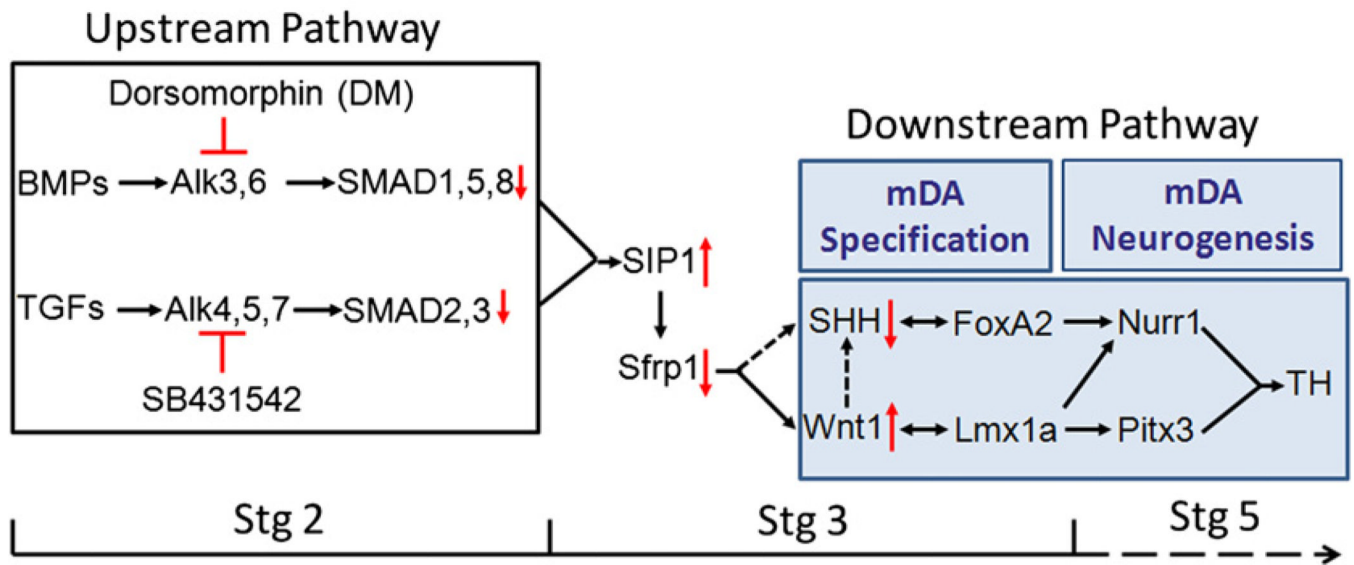 Upstream Pathway
Dorsomorphin (DM)
BMPs Alk3,6 SMAD1,5,8
TGFs Alk4,5,7 SMAD2,3
SB431542
SIP1
Sfrp1
Downstream Pathway
mDA
Specification
mDA
Neurogenesis
SHH FoxA2 Nurr1
TH
Wnt1 Lmx1a Pitx3
Stg 2 Stg 3 Stg 5